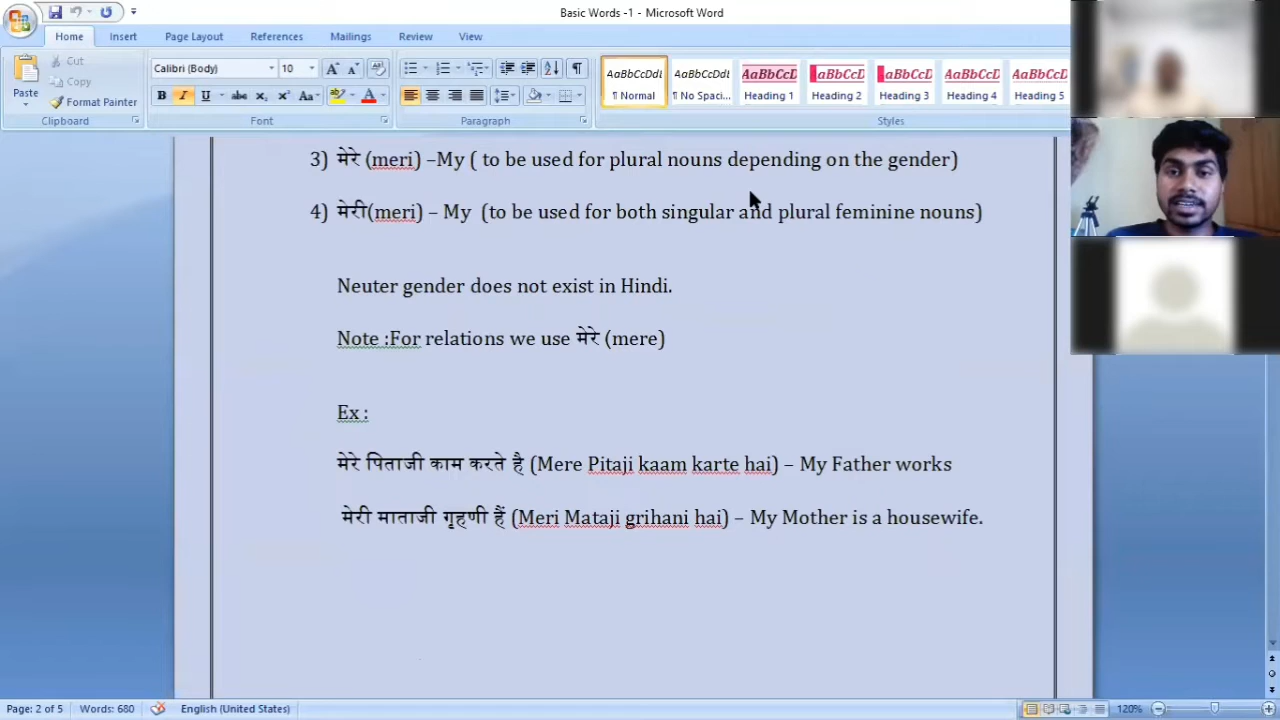 Basic Words -1 - Microsoft Word
Home Insert Page Layout References Mailings Review View
Cut
Copy
Format Painter
Paste
Clipboard
Calibri (Body) 10
Font
Paragraph
AaBbCcDdI AaBbCcDdI AaBbCcD AaBbCcD AaBbCcD AaBbCcD AaBbCcD
¶ Normal ¶ No Spaci... Heading 1 Heading 2 Heading 3 Heading 4 Heading 5
Styles
3) मेरे (meri) –My ( to be used for plural nouns depending on the gender)
4) मेरी(meri) – My (to be used for both singular and plural feminine nouns)
Neuter gender does not exist in Hindi.
Note :For relations we use मेरे (mere)
Ex :
मेरे पिताजी काम करते है (Mere Pitaji kaam karte hai) – My Father works
मेरी माताजी गृहणी हैं (Meri Mataji grihani hai) – My Mother is a housewife.
Page: 2 of 5 Words: 680 English (United States) 120%